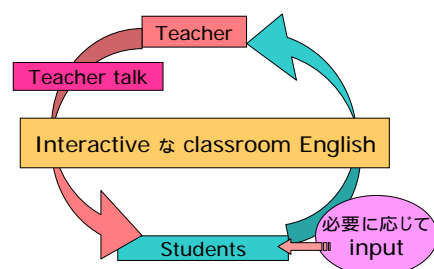 Teacher
Teacher talk
Interactive な classroom English
必要に応じて
input
Students